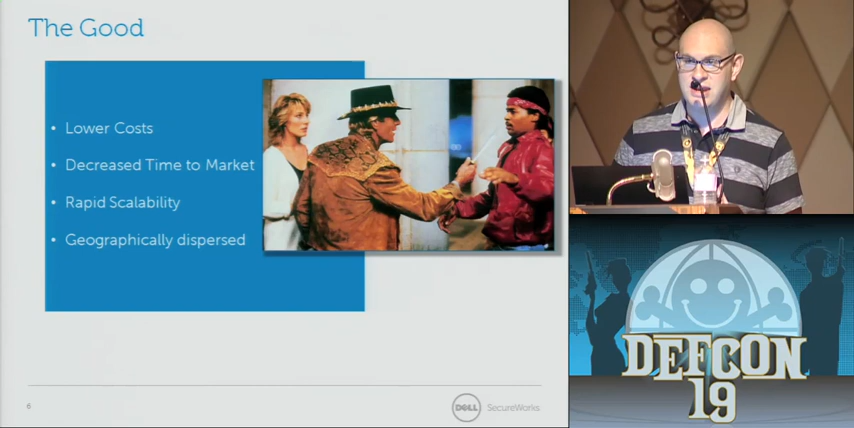 The Good
• Lower Costs
• Decreased Time to Market
• Rapid Scalability
• Geographically dispersed
6
DELL SecureWorks
DEFCON
19